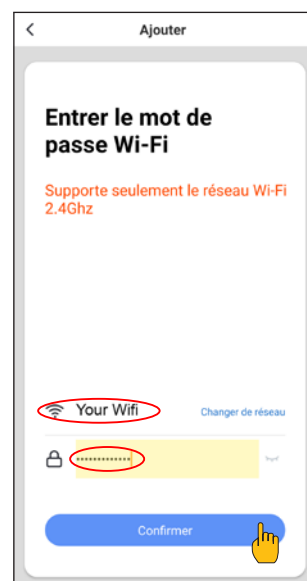 Ajouter
Entrer le mot de
passe Wi-Fi
Supporte seulement le réseau Wi-Fi
2.4Ghz
Your Wifi
Changer de réseau
•••••••••••••
Confirmer